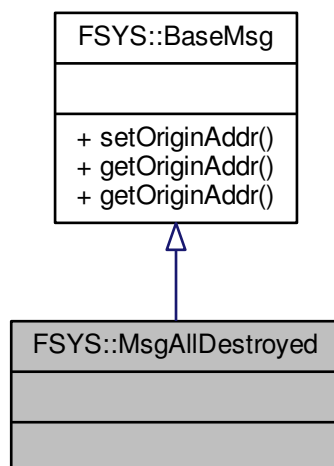 FSYS::BaseMsg
+ setOriginAddr()
+ getOriginAddr()
+ getOriginAddr()
FSYS::MsgAllDestroyed